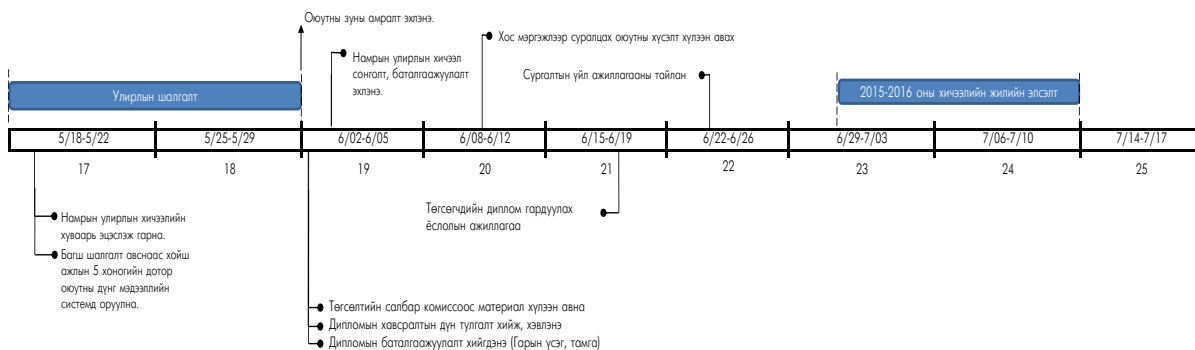 Оюутны зуны амралт эхлэнэ.
Хос мэргэжлээр суралцах оюутны хүсэлт хүлээн авах
Намрын улирлын хичээл
сонголт, баталгаажуулалт
эхлэнэ.
Сургалтын үйл ажиллагааны тайлан
Улирлын шалгалт
2015-2016 оны хичээлийн жилийн элсэлт
5/18-5/22
5/25-5/29
6/02-6/05
6/08-6/12
6/15-6/19
6/22-6/26
6/29-7/03
7/06-7/10
7/14-7/17
17
18
19
20
21
22
23
24
25
Намрын улирлын хичээлийн
хуваарь эцэслэж гарна.
Багш шалгалт авснаас хойш
ажлын 5 хоногийн дотор
оюутны дүнг мэдээллийн
системд оруулна.
Төгсөгчдийн диплом гардуулах
ёслолын ажиллагаа
Төгсөлтийн салбар комиссоос материал хүлээн авна
Дипломын хавсралтын дүн тулгалт хийж, хэвлэнэ
Дипломын баталгаажуулалт хийгдэнэ (Гарын үсэг, тамга)